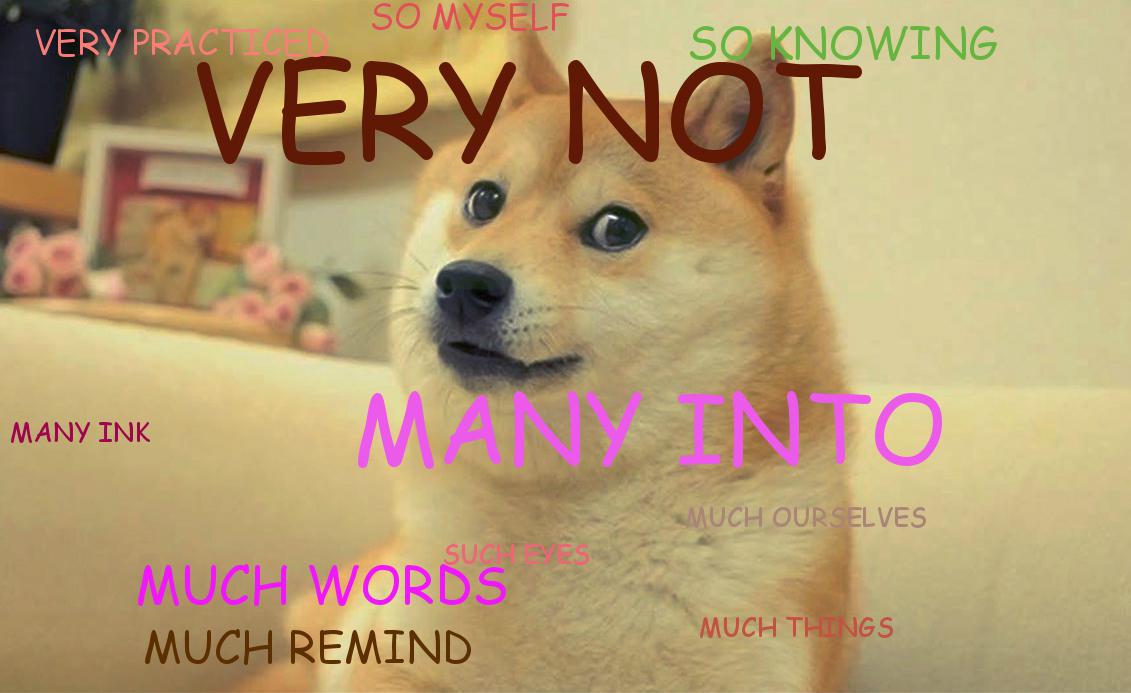 SO MYSELF
VERY PRACTICED
SO KNOWING
VERY NOT
MANY INTO
MANY INK
MUCH OURSELVES
SUCH EYES
MUCH WORDS
MUCH THINGS
MUCH REMIND